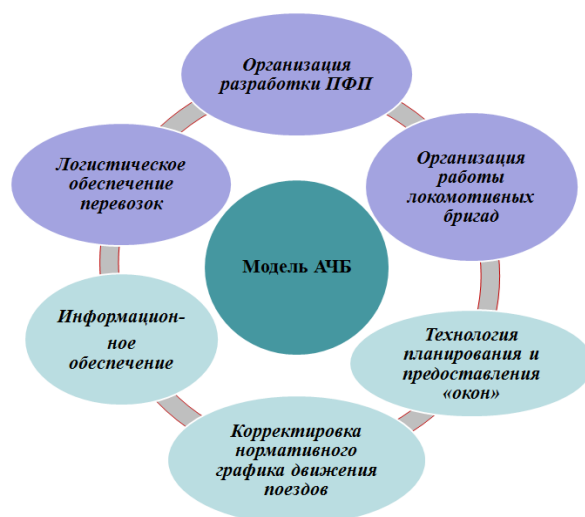 Организация
разработки ПФП
Организация
работы
локомотивных
бригад
Логистическое
обеспечение
перевозок
Модель АЧБ
Информацион-
ное
обеспечение
Технология
планирования и
предоставления
«окон»
Корректировка
нормативного
графика движения
поездов